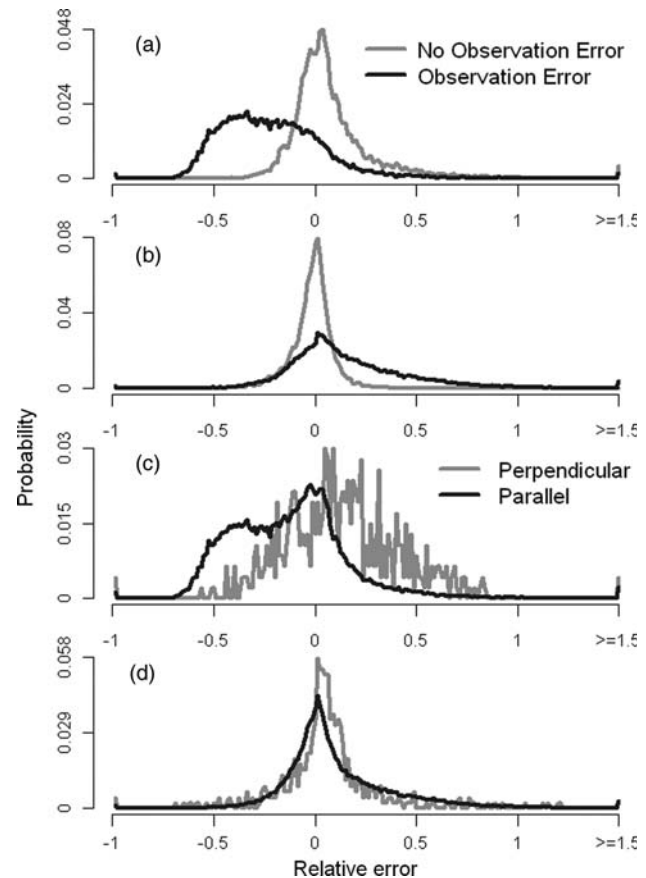 0.048
(a)
No Observation Error
Observation Error
0.024
0
-1 -0.5 0 0.5 1 >=1.5
0.08
(b)
0.04
0
-1 -0.5 0 0.5 1 >=1.5
Probability
0.03
(c)
Perpendicular
Parallel
0.015
0
-1 -0.5 0 0.5 1 >=1.5
0.058
(d)
0.029
0
-1 -0.5 0 0.5 1 >=1.5
Relative error